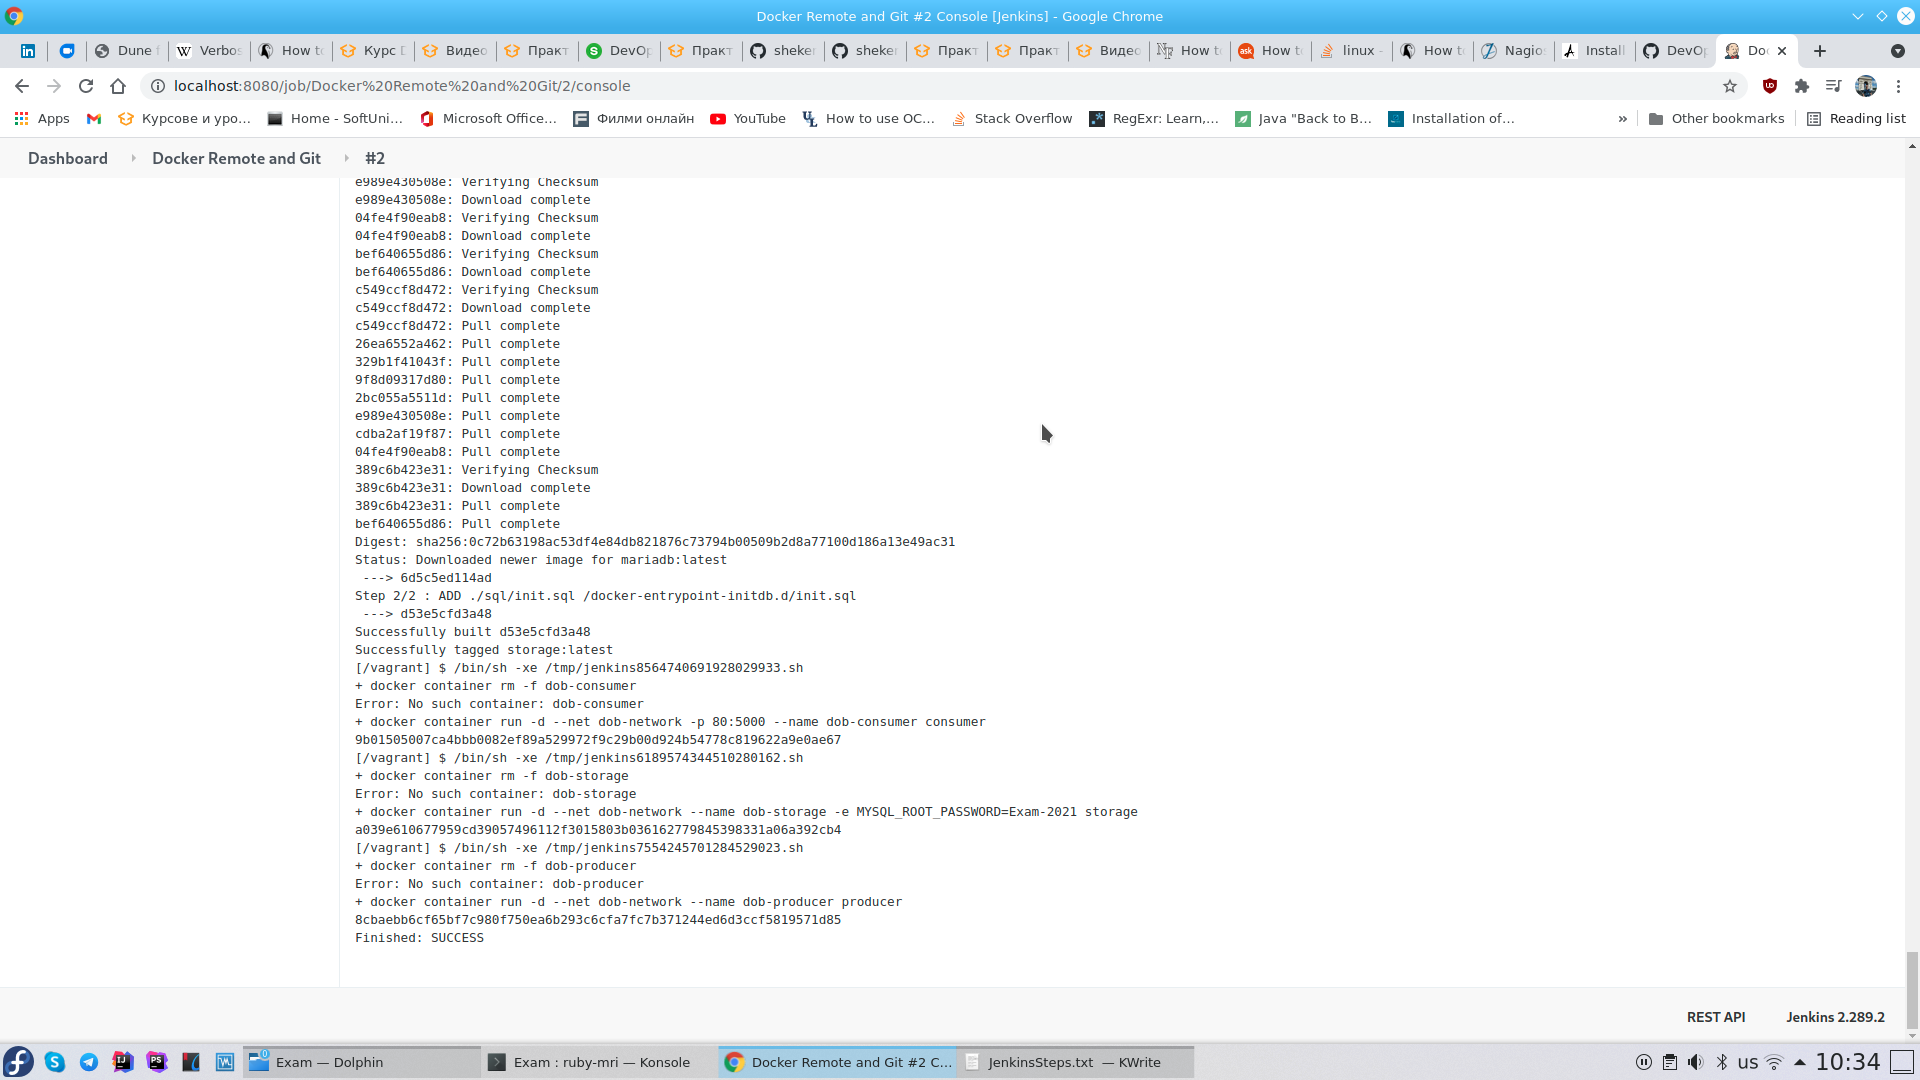 Docker Remote and Git #2 Console [Jenkins] - Google Chrome
Dune f Verbos How to Курс D Видео Практ DevOp Практ sheker sheker Практ Практ Видео How to How to linux - How to Nagio Install DevOp Doc
localhost:8080/job/Docker%20Remote%20and%20Git/2/console
Apps Курсове и уро... Home - SoftUni... Microsoft Office... Филми онлайн YouTube How to use OC... Stack Overflow RegExr: Learn,... Java "Back to B... Installation of... » Other bookmarks Reading list
Dashboard Docker Remote and Git #2
e989e430508e: Verifying Checksum
e989e430508e: Download complete
04fe4f90eab8: Verifying Checksum
04fe4f90eab8: Download complete
bef640655d86: Verifying Checksum
bef640655d86: Download complete
c549ccf8d472: Verifying Checksum
c549ccf8d472: Download complete
c549ccf8d472: Pull complete
26ea6552a462: Pull complete
329b1f41043f: Pull complete
9f8d09317d80: Pull complete
2bc055a5511d: Pull complete
e989e430508e: Pull complete
cdba2af19f87: Pull complete
04fe4f90eab8: Pull complete
389c6b423e31: Verifying Checksum
389c6b423e31: Download complete
389c6b423e31: Pull complete
bef640655d86: Pull complete
Digest: sha256:0c72b63198ac53df4e84db821876c73794b00509b2d8a77100d186a13e49ac31
Status: Downloaded newer image for mariadb:latest
---> 6d5c5ed114ad
Step 2/2 : ADD ./sql/init.sql /docker-entrypoint-initdb.d/init.sql
---> d53e5cfd3a48
Successfully built d53e5cfd3a48
Successfully tagged storage:latest
[/vagrant] $ /bin/sh -xe /tmp/jenkins8564740691928029933.sh
+ docker container rm -f dob-consumer
Error: No such container: dob-consumer
+ docker container run -d --net dob-network -p 80:5000 --name dob-consumer consumer
9b01505007ca4bbb0082ef89a529972f9c29b00d924b54778c819622a9e0ae67
[/vagrant] $ /bin/sh -xe /tmp/jenkins6189574344510280162.sh
+ docker container rm -f dob-storage
Error: No such container: dob-storage
+ docker container run -d --net dob-network --name dob-storage -e MYSQL_ROOT_PASSWORD=Exam-2021 storage
a039e610677959cd39057496112f3015803b036162779845398331a06a392cb4
[/vagrant] $ /bin/sh -xe /tmp/jenkins7554245701284529023.sh
+ docker container rm -f dob-producer
Error: No such container: dob-producer
+ docker container run -d --net dob-network --name dob-producer producer
8cbaebb6cf65bf7c980f750ea6b293c6cfa7fc7b371244ed6d3ccf5819571d85
Finished: SUCCESS
REST API Jenkins 2.289.2
Exam — Dolphin Exam : ruby-mri — Konsole Docker Remote and Git #2 C... JenkinsSteps.txt — KWrite us 10:34